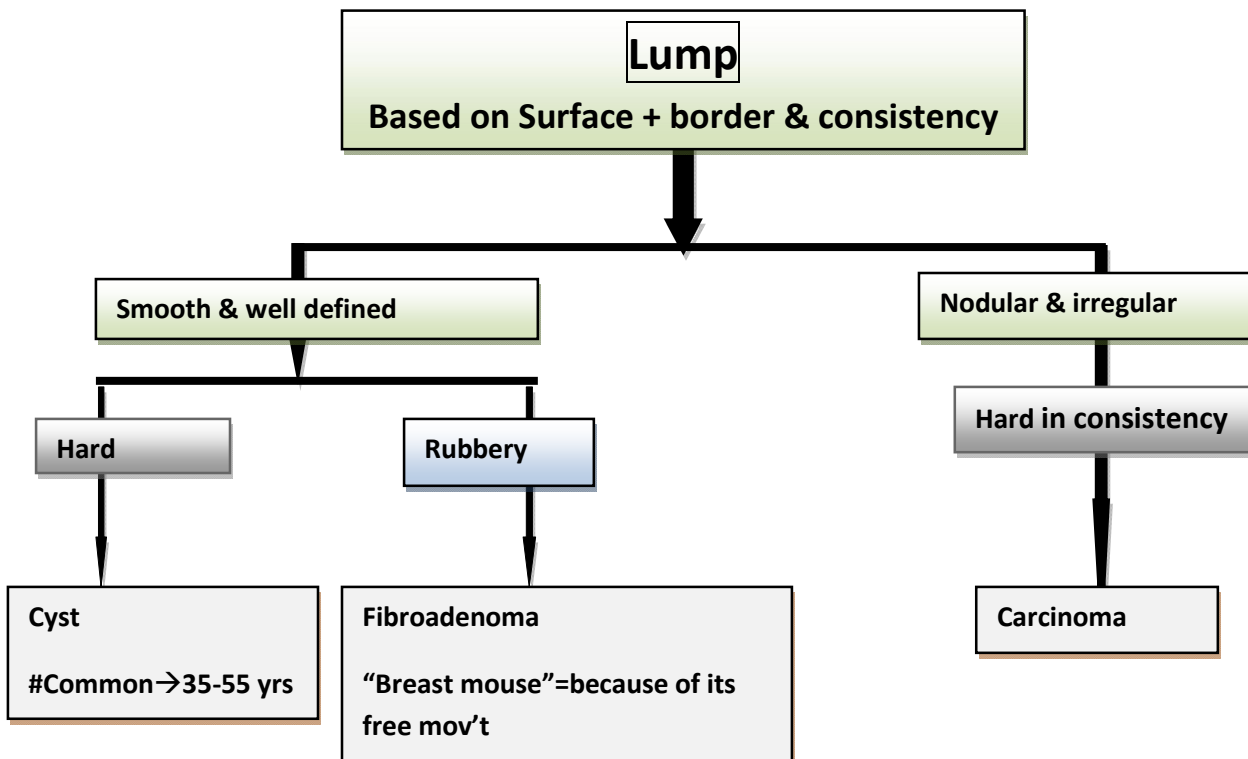 Lump
Based on Surface + border & consistency
Smooth & well defined
Nodular & irregular
Hard
Rubbery
Hard in consistency
Cyst
#Common→35-55 yrs
Fibroadenoma
“Breast mouse”=because of its
free mov’t
Carcinoma